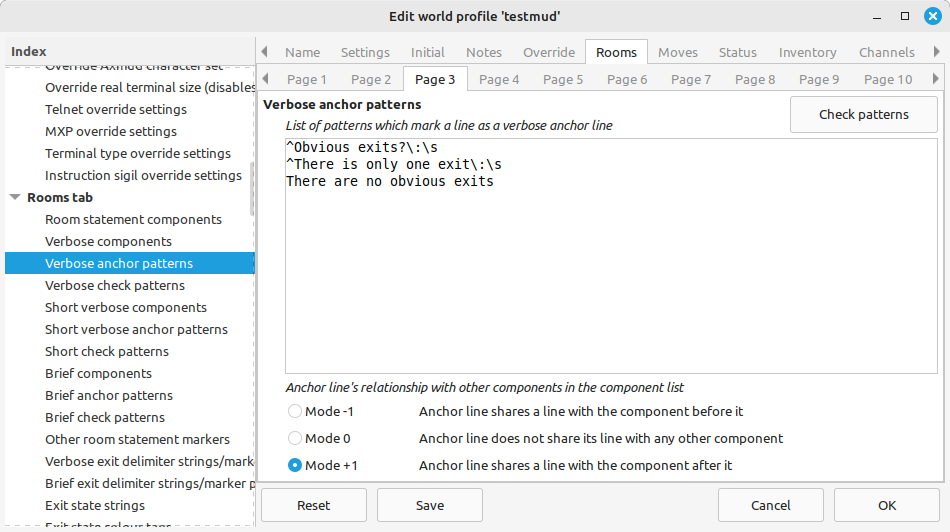 Edit world profile 'testmud'
Index
Override Axmud character set
Override real terminal size (disables
Telnet override settings
MXP override settings
Terminal type override settings
Instruction sigil override settings
Rooms tab
Room statement components
Verbose components
Verbose anchor patterns
Verbose check patterns
Short verbose components
Short verbose anchor patterns
Short check patterns
Brief components
Brief anchor patterns
Brief check patterns
Other room statement markers
Verbose exit delimiter strings/mark
Brief exit delimiter strings/marker p
Exit state strings
Exit state colour tags
Name Settings Initial Notes Override Rooms Moves Status Inventory Channels
Page 1 Page 2 Page 3 Page 4 Page 5 Page 6 Page 7 Page 8 Page 9 Page 10
Verbose anchor patterns
List of patterns which mark a line as a verbose anchor line
Check patterns
^Obvious exits?\:\s
^There is only one exit\:\s
There are no obvious exits
Anchor line's relationship with other components in the component list
Mode -1 Anchor line shares a line with the component before it
Mode 0 Anchor line does not share its line with any other component
Mode +1 Anchor line shares a line with the component after it
Reset Save Cancel OK